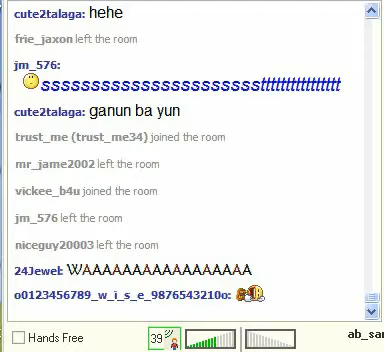 cute2talaga: hehe
frie_jaxon left the room
jm_576:
ssssssssssssssssssssssstttttttttttttttt
cute2talaga: ganun ba yun
trust_me (trust_me34) joined the room
mr_jame2002 left the room
vickee_b4u joined the room
jm_576 left the room
niceguy20003 left the room
24Jewel: WAAAAAAAAAAAAAAAAA
o0123456789_w_i_s_e_9876543210o:
Hands Free
39
ab_sar